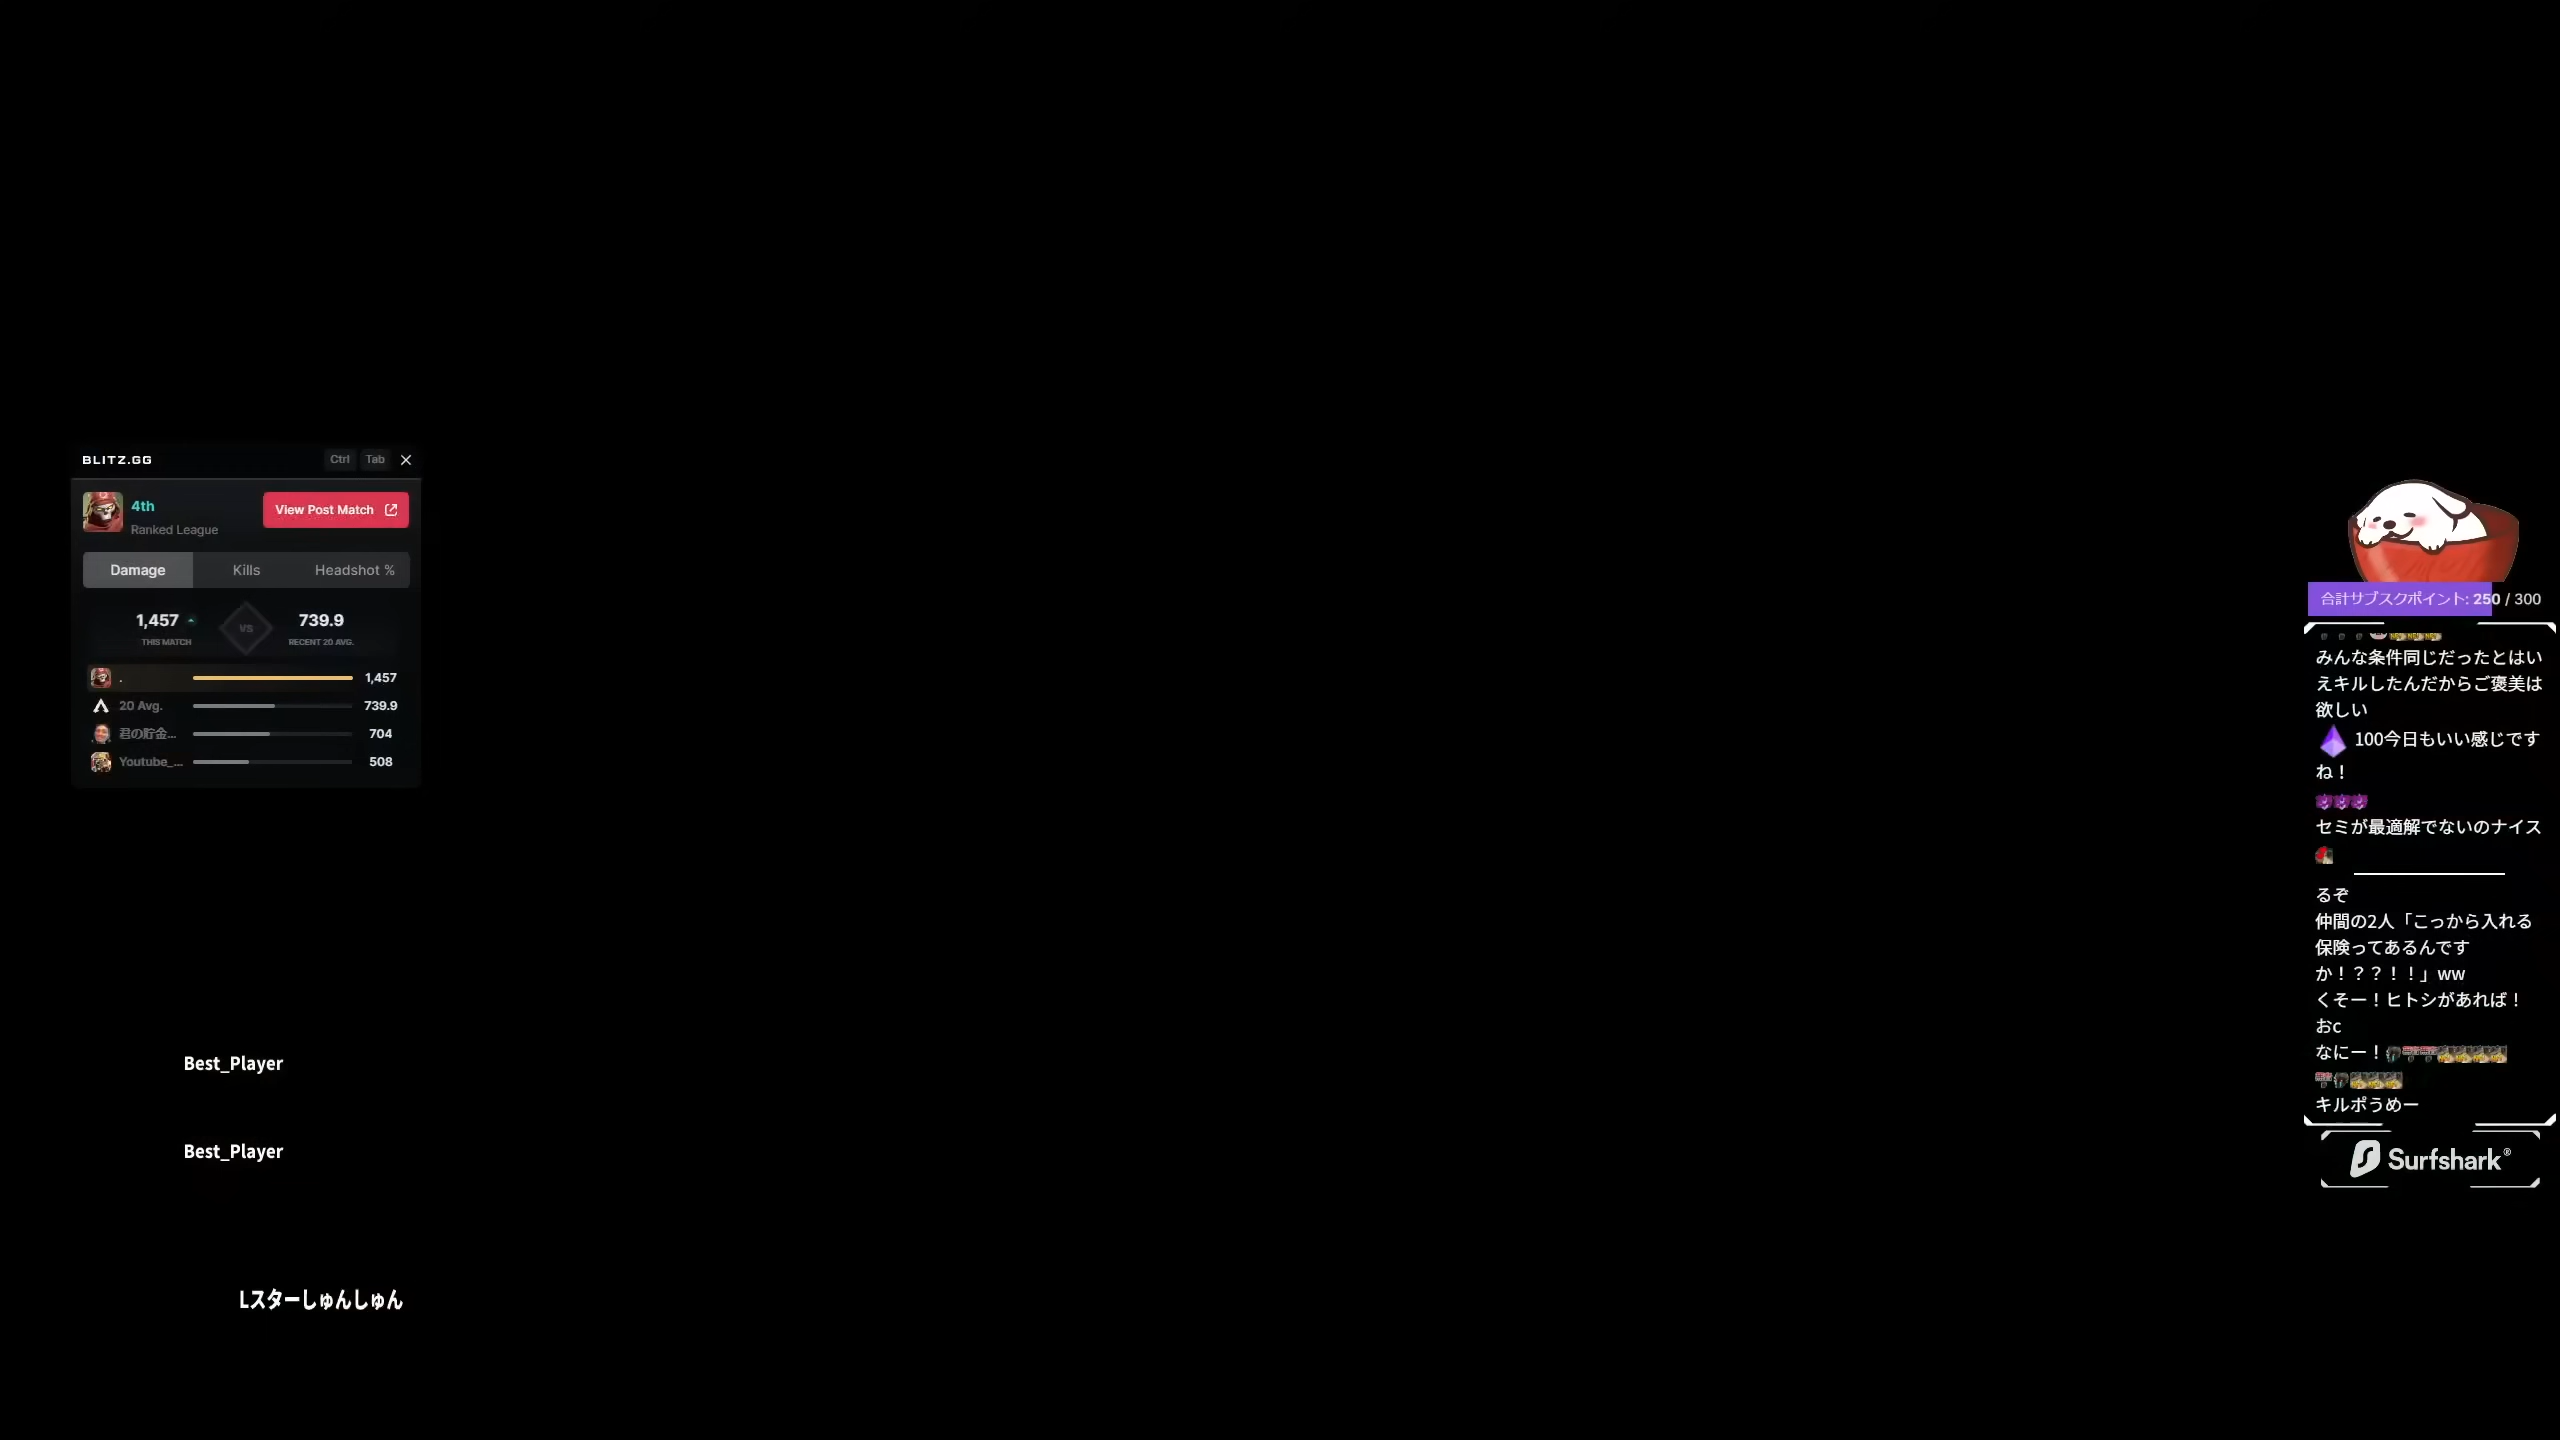 BLITZ.GG
Ctrl Tab
4th
Ranked League
View Post Match
Damage Kills Headshot %
1,457 VS 739.9
THIS MATCH RECENT 20 AVG.
. 1,457
20 Avg. 739.9
君の貯金... 704
Youtube_... 508
Best_Player
Best_Player
Lスターしゅんしゅん
合計サブスクポイント: 250 / 300
みんな条件同じだったとはい
えキルしたんだからご褒美は
欲しい
100今日もいい感じです
ね！
セミが最適解でないのナイス
るぞ
仲間の2人「こっから入れる
保険ってあるんです
か！？？！！」ww
くそー！ヒトシがあれば！
おc
なにー！
キルポうめー
Surfshark®